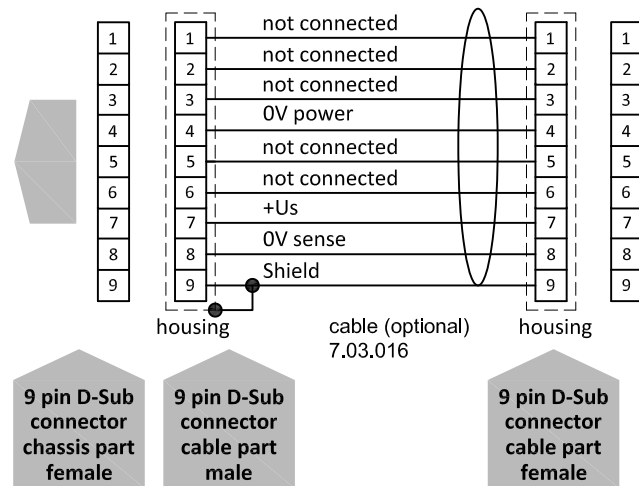 not connected
1 1 1 1
not connected
2 2 2 2
not connected
3 3 3 3
0V power
4 4 4 4
not connected
5 5 5 5
not connected
6 6 6 6
+Us
7 7 7 7
0V sense
8 8 8 8
Shield
9 9 9 9
housing
cable (optional)
7.03.016
housing
9 pin D-Sub
connector
chassis part
female
9 pin D-Sub
connector
cable part
male
9 pin D-Sub
connector
cable part
female